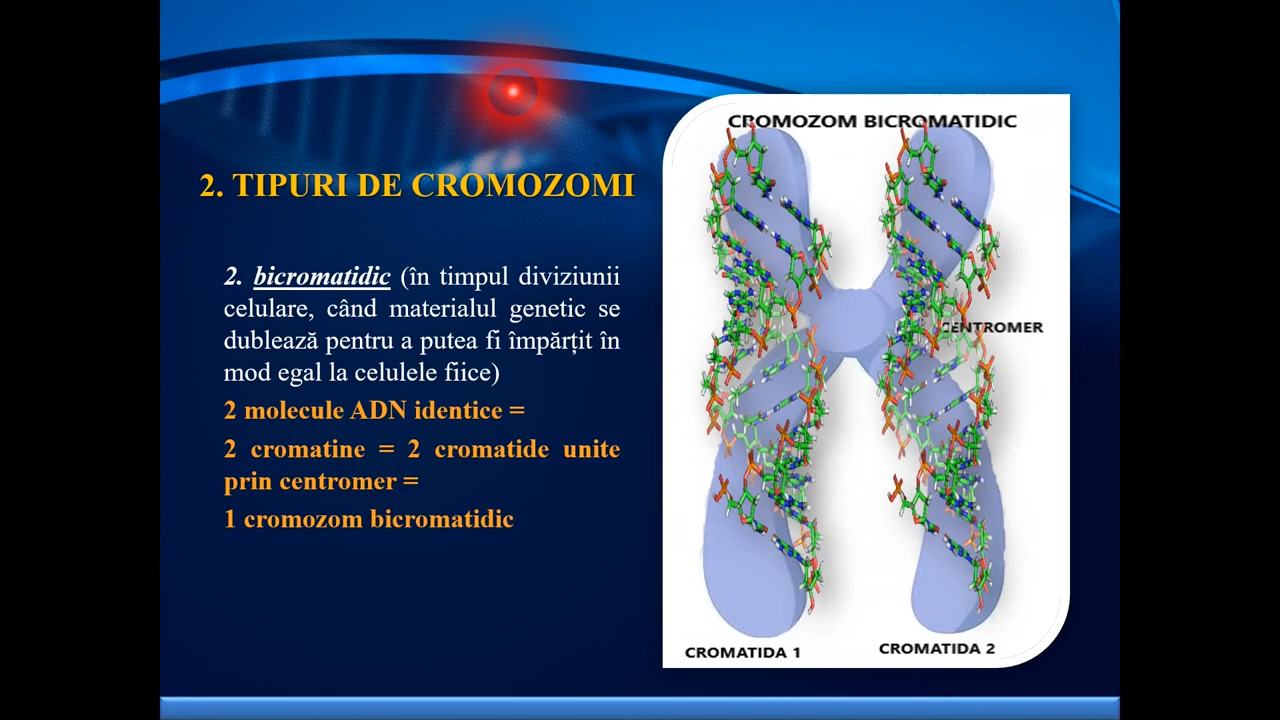 2. TIPURI DE CROMOZOMI
2. bicromatidic (în timpul diviziunii
celulare, când materialul genetic se
dublează pentru a putea fi împărțit în
mod egal la celulele fiice)
2 molecule ADN identice =
2 cromatine = 2 cromatide unite
prin centromer =
1 cromozom bicromatidic
CROMOZOM BICROMATIDIC
CENTROMER
CROMATIDA 1
CROMATIDA 2